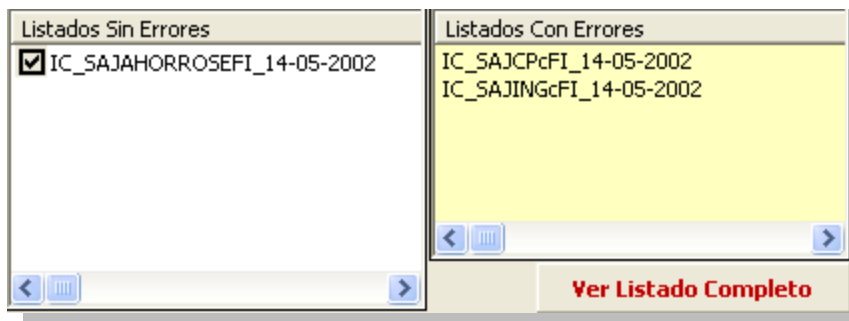 Listados Sin Errores
IC_SAJAHORROSEFI_14-05-2002
Listados Con Errores
IC_SAJCPcFI_14-05-2002
IC_SAJINGcFI_14-05-2002
Ver Listado Completo